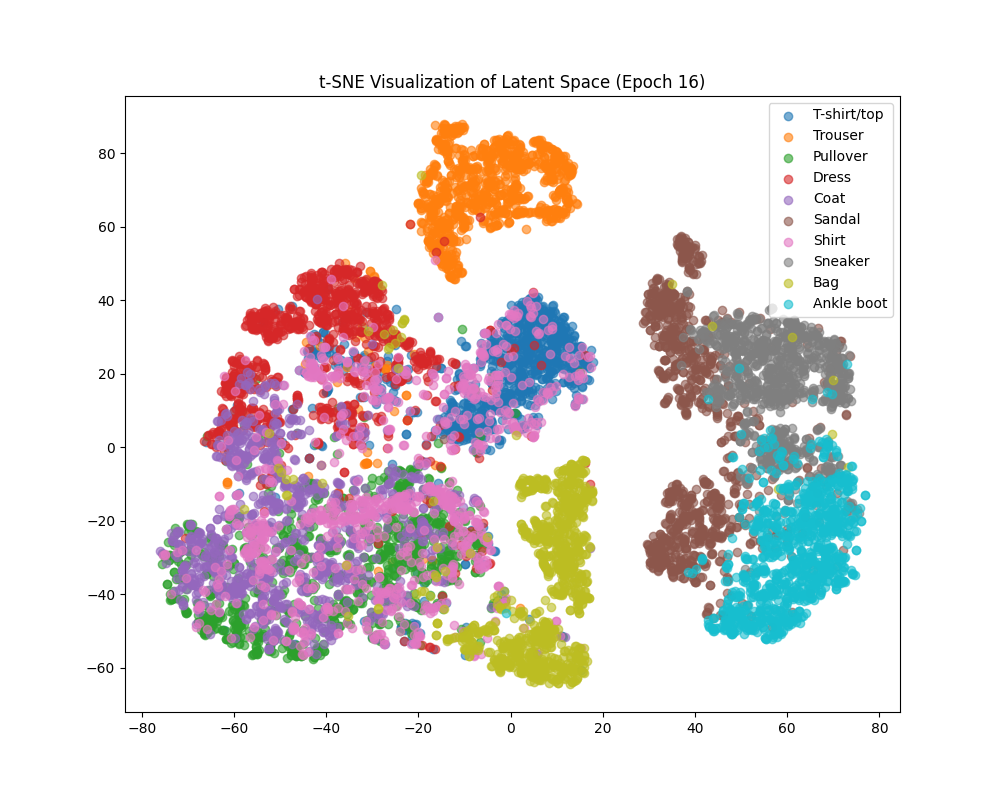 t-SNE Visualization of Latent Space (Epoch 16)
T-shirt/top
Trouser
Pullover
Dress
Coat
Sandal
Shirt
Sneaker
Bag
Ankle boot
80
60
40
20
0
−20
−40
−60
−80 −60 −40 −20 0 20 40 60 80